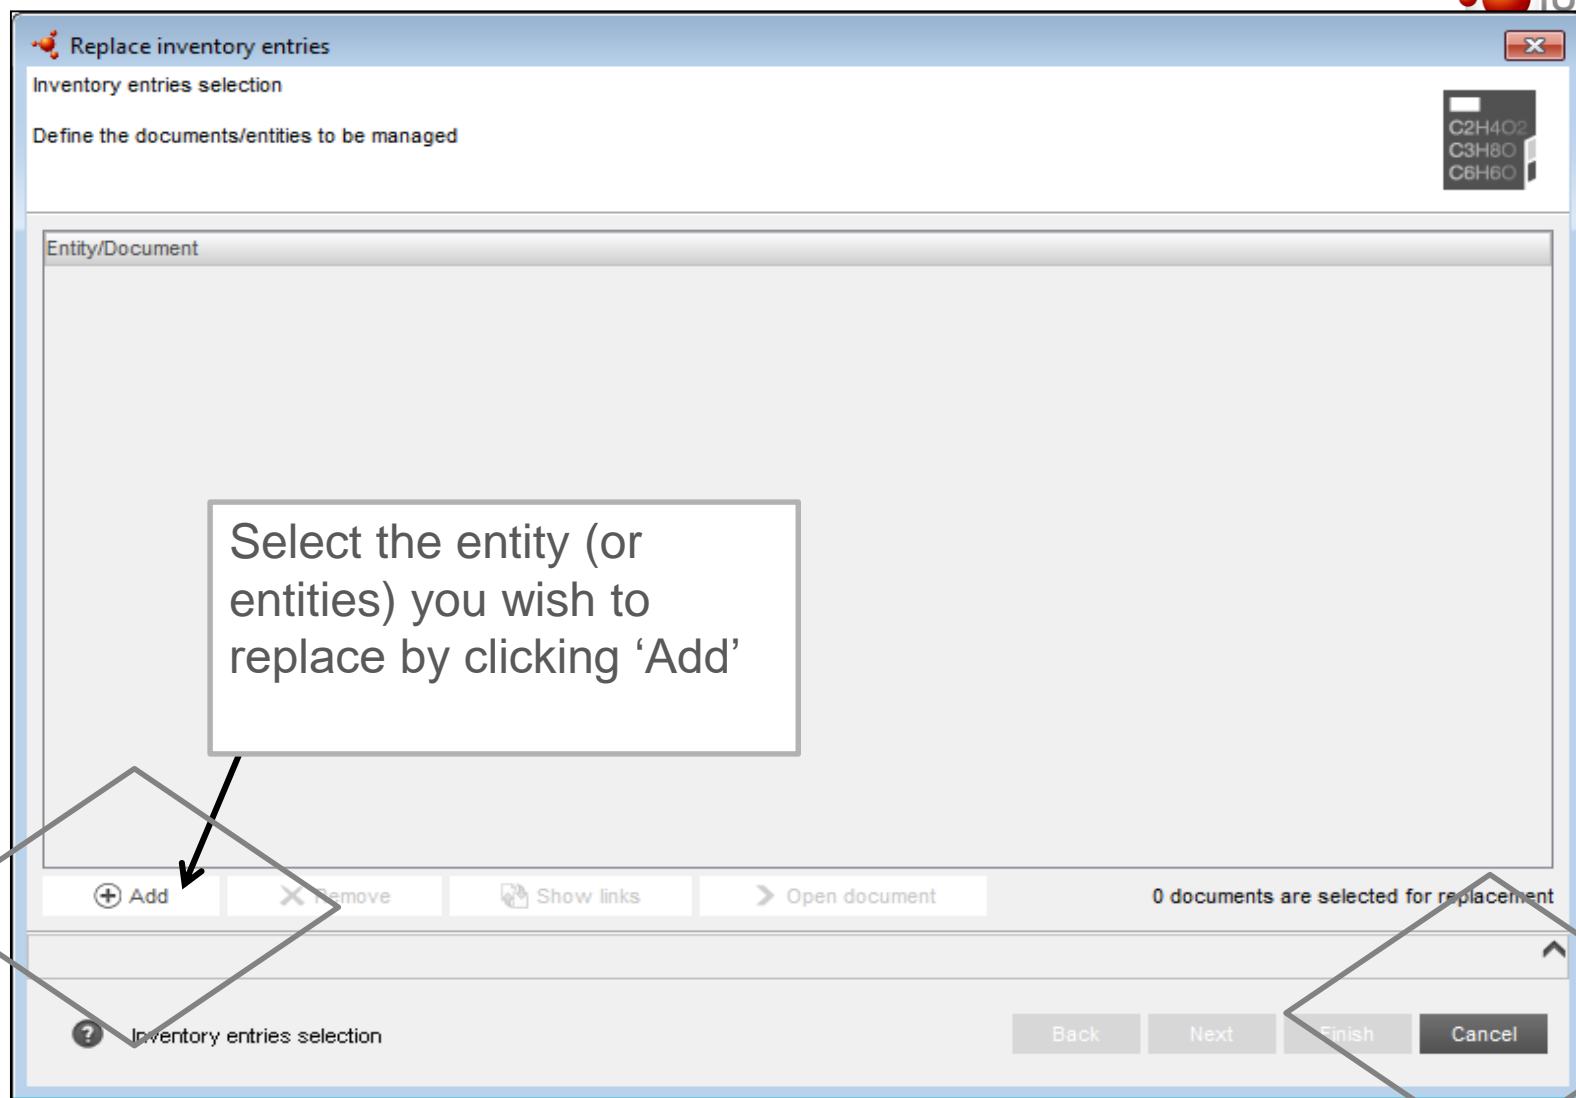 Replace inventory entries
Inventory entries selection
Define the documents/entities to be managed
C2H4O2
C3H8O
C6H6O
Entity/Document
Select the entity (or
entities) you wish to
replace by clicking ‘Add’
Add Remove Show links Open document 0 documents are selected for replacement
? Inventory entries selection Back Next Finish Cancel